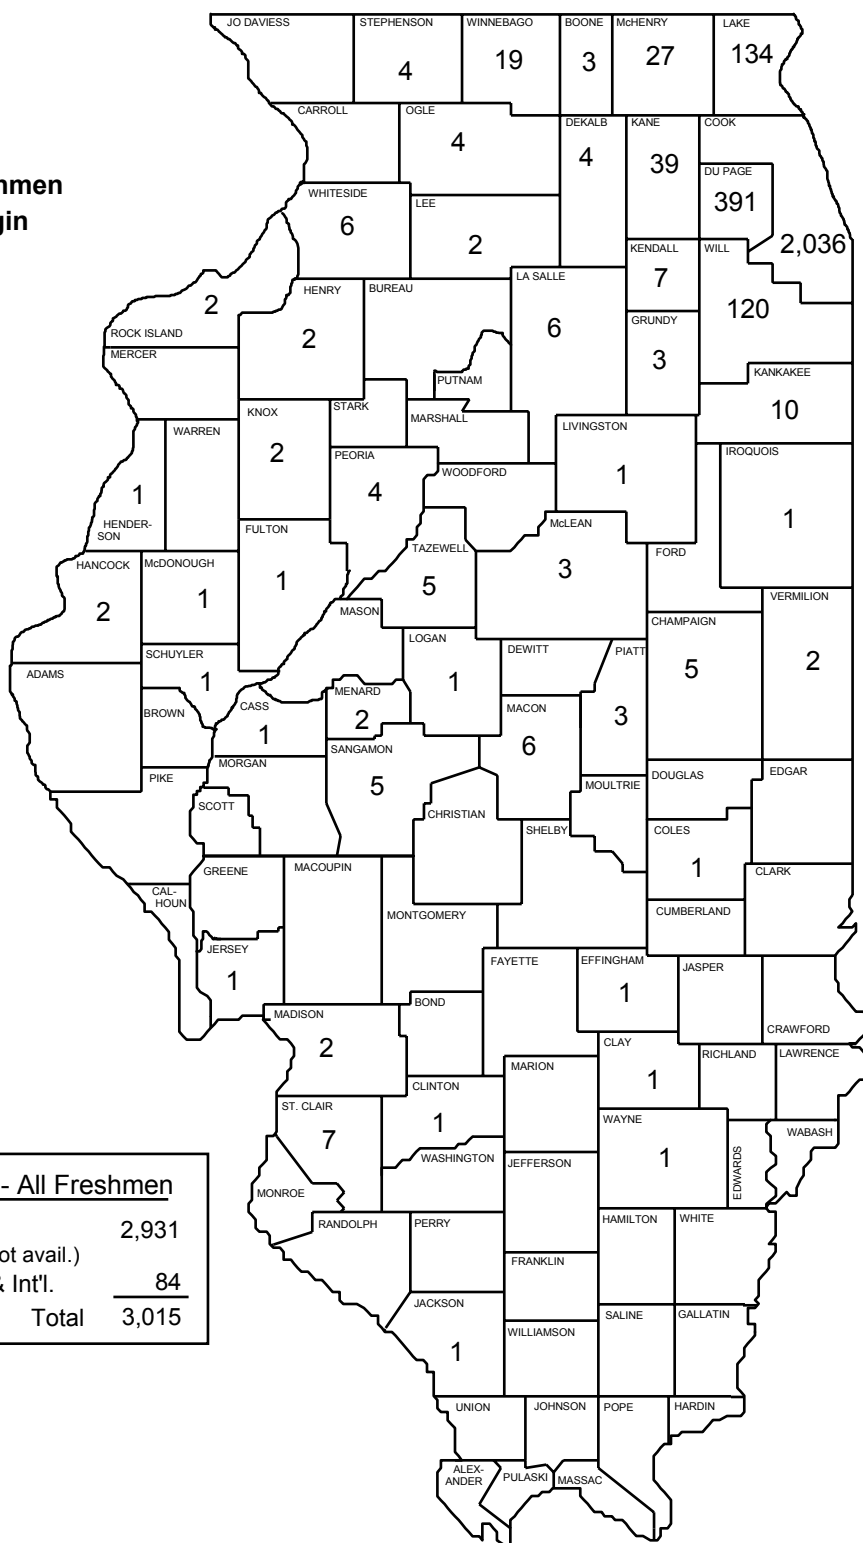 JO DAVIESS
STEPHENSON
4
WINNEBAGO
19
BOONE
3
McHENRY
27
LAKE
134
CARROLL
OGLE
4
DEKALB
4
KANE
39
COOK
2,036
DU PAGE
391
WHITESIDE
6
LEE
2
KENDALL
7
WILL
120
ROCK ISLAND
2
HENRY
2
BUREAU
LA SALLE
6
GRUNDY
3
MERCER
PUTNAM
KANKAKEE
10
KNOX
2
STARK
MARSHALL
LIVINGSTON
1
WARREN
PEORIA
4
WOODFORD
IROQUOIS
1
1
HENDER-
SON
FULTON
1
McLEAN
3
FORD
HANCOCK
2
McDONOUGH
1
TAZEWELL
5
MASON
VERMILION
2
CHAMPAIGN
5
LOGAN
1
DEWITT
PIATT
3
SCHUYLER
1
ADAMS
MENARD
2
CASS
1
BROWN
MACON
6
SANGAMON
5
MORGAN
PIKE
DOUGLAS
EDGAR
MOULTRIE
SCOTT
CHRISTIAN
SHELBY
COLES
1
GREENE
MACOUPIN
CLARK
CAL-
HOUN
CUMBERLAND
MONTGOMERY
JERSEY
1
FAYETTE
EFFINGHAM
1
JASPER
BOND
MADISON
2
CRAWFORD
CLAY
1
RICHLAND
LAWRENCE
MARION
CLINTON
1
ST. CLAIR
7
WAYNE
1
WABASH
EDWARDS
WASHINGTON
JEFFERSON
MONROE
RANDOLPH
PERRY
HAMILTON
WHITE
FRANKLIN
JACKSON
1
WILLIAMSON
SALINE
GALLATIN
UNION
JOHNSON
POPE
HARDIN
ALEX-
ANDER
PULASKI
MASSAC
hmen
gin
- All Freshmen
2,931
ot avail.)
& Int'l. 84
Total 3,015